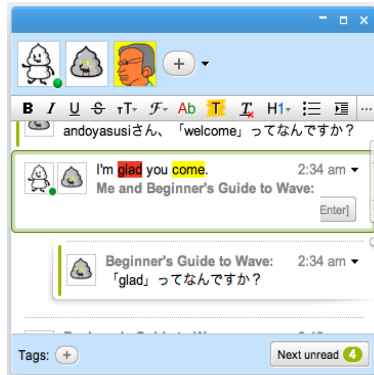 B I U S T F Ab T T H1
andoyasusiさん、「welcome」ってなんですか？
I'm glad you come. 2:34 am
Me and Beginner's Guide to Wave:
Enter]
Beginner's Guide to Wave: 2:34 am
「glad」ってなんですか？
Tags:
Next unread 4